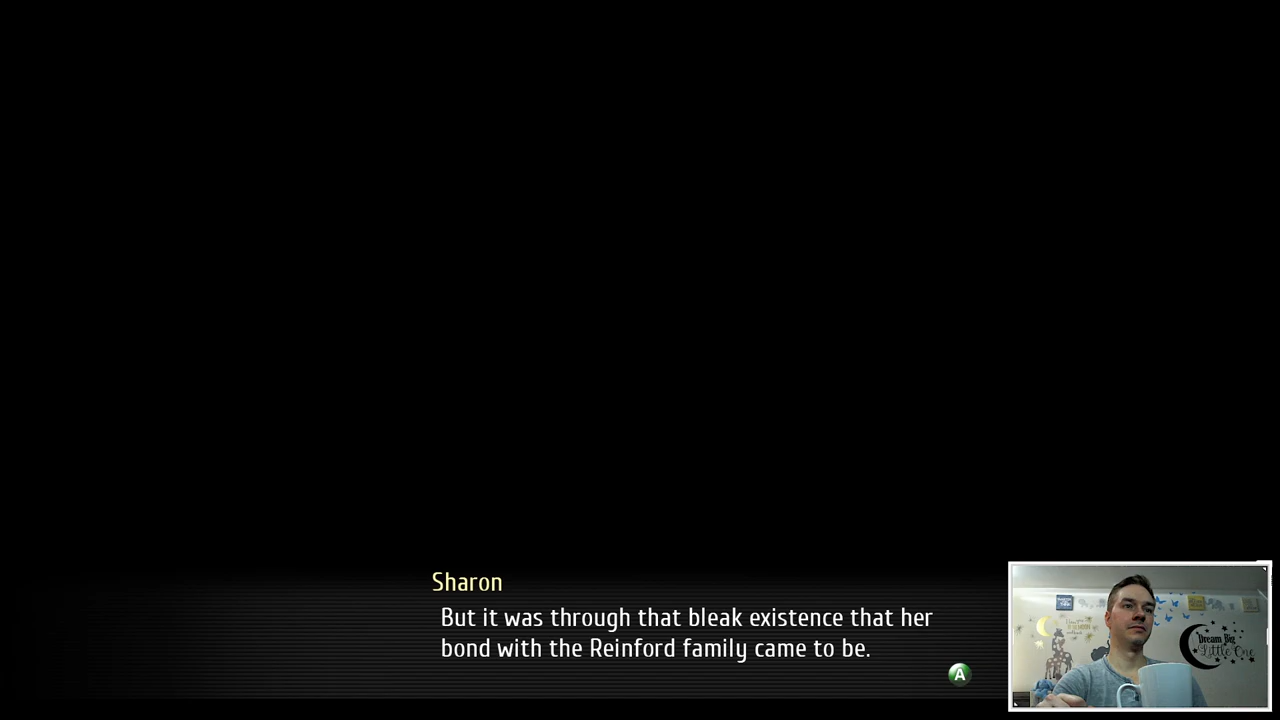 Sharon
But it was through that bleak existence that her
bond with the Reinford family came to be.
A
Dream Big
Little One